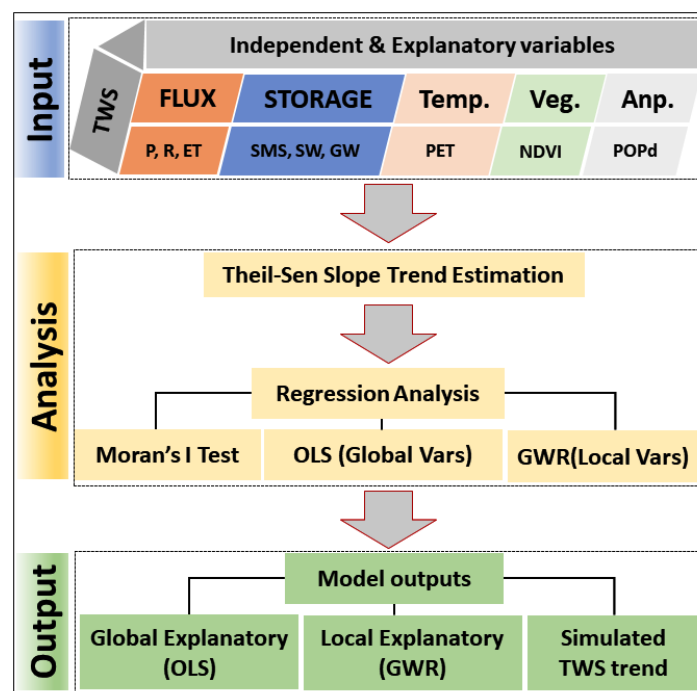 Input
TWS
Independent & Explanatory variables
FLUX
STORAGE
Temp.
Veg.
Anp.
P, R, ET
SMS, SW, GW
PET
NDVI
POPd
Analysis
Theil-Sen Slope Trend Estimation
Regression Analysis
Moran's I Test
OLS (Global Vars)
GWR(Local Vars)
Output
Model outputs
Global Explanatory
(OLS)
Local Explanatory
(GWR)
Simulated
TWS trend